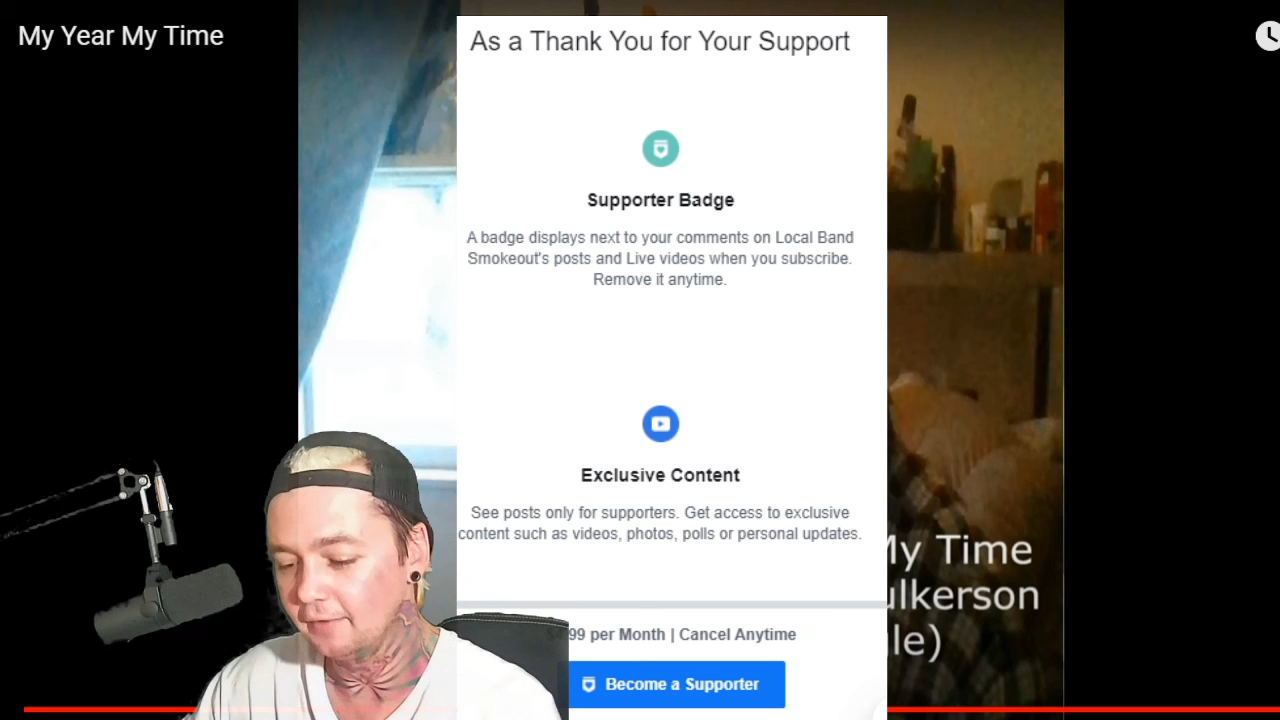 My Year My Time
As a Thank You for Your Support
Supporter Badge
A badge displays next to your comments on Local Band
Smokeout's posts and Live videos when you subscribe.
Remove it anytime.
Exclusive Content
See posts only for supporters. Get access to exclusive
content such as videos, photos, polls or personal updates.
My Time
ulkerson
le)
99 per Month | Cancel Anytime
Become a Supporter